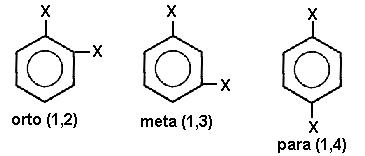 X
X
orto (1,2)
X
X
meta (1,3)
X
X
para (1,4)